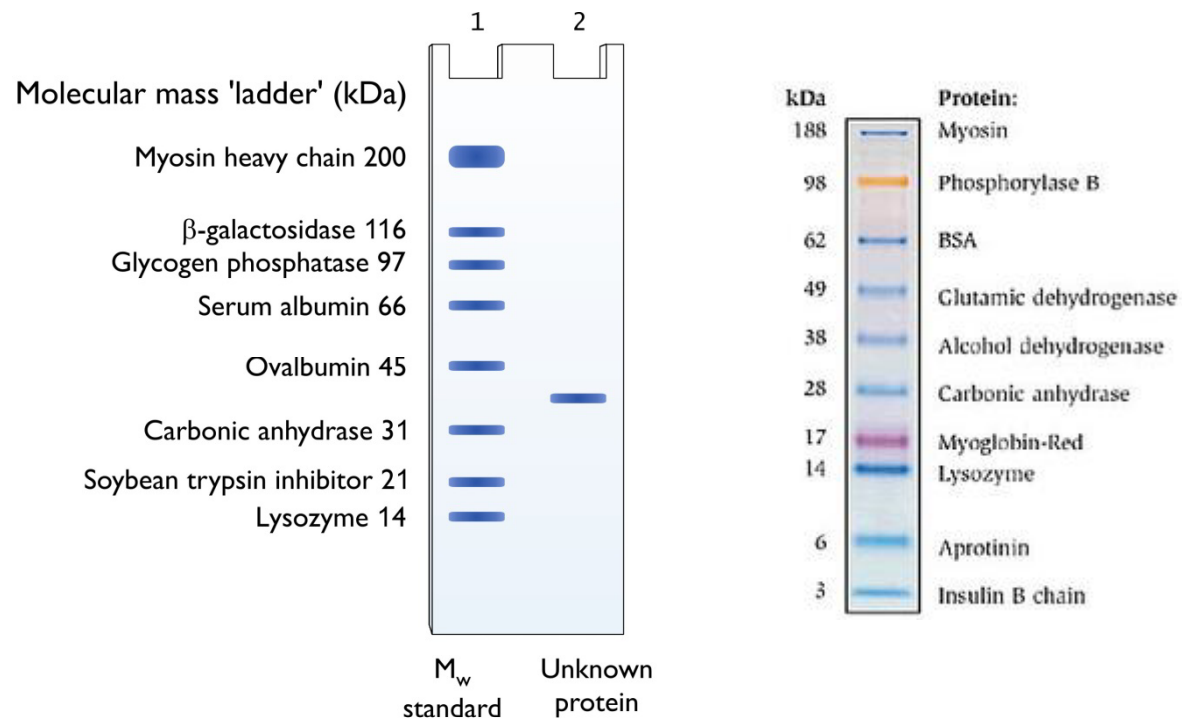 1 2
Molecular mass 'ladder' (kDa)
Myosin heavy chain 200
β-galactosidase 116
Glycogen phosphatase 97
Serum albumin 66
Ovalbumin 45
Carbonic anhydrase 31
Soybean trypsin inhibitor 21
Lysozyme 14
Mw standard
Unknown protein
kDa Protein:
188 Myosin
98 Phosphorylase B
62 BSA
49 Glutamic dehydrogenase
38 Alcohol dehydrogenase
28 Carbonic anhydrase
17 Myoglobin-Red
14 Lysozyme
6 Aprotinin
3 Insulin B chain